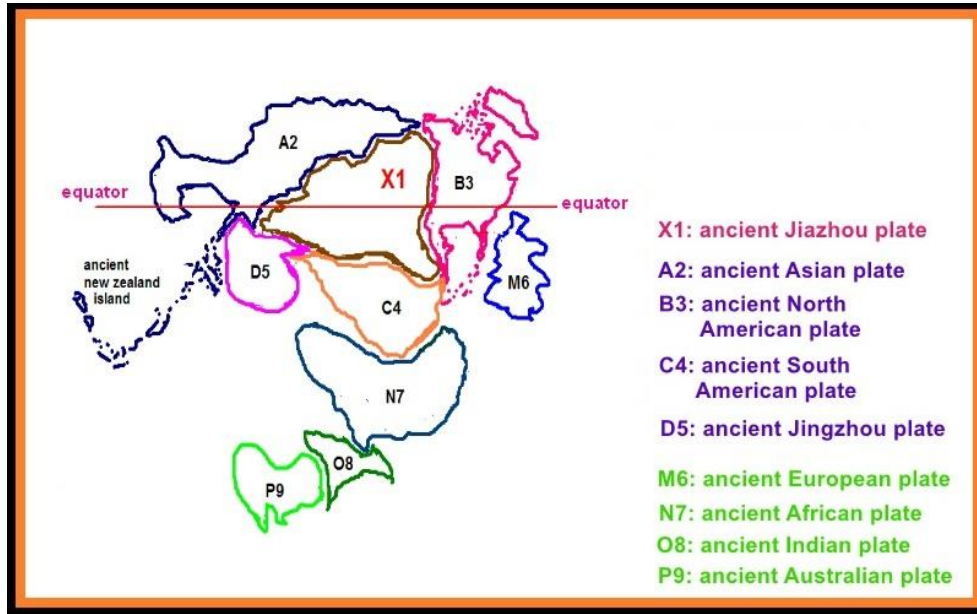 A2
X1
B3
equator
equator
ancient
new zealand
island
D5
M6
C4
N7
O8
P9
X1: ancient Jiazhou plate
A2: ancient Asian plate
B3: ancient North
American plate
C4: ancient South
American plate
D5: ancient Jingzhou plate
M6: ancient European plate
N7: ancient African plate
O8: ancient Indian plate
P9: ancient Australian plate